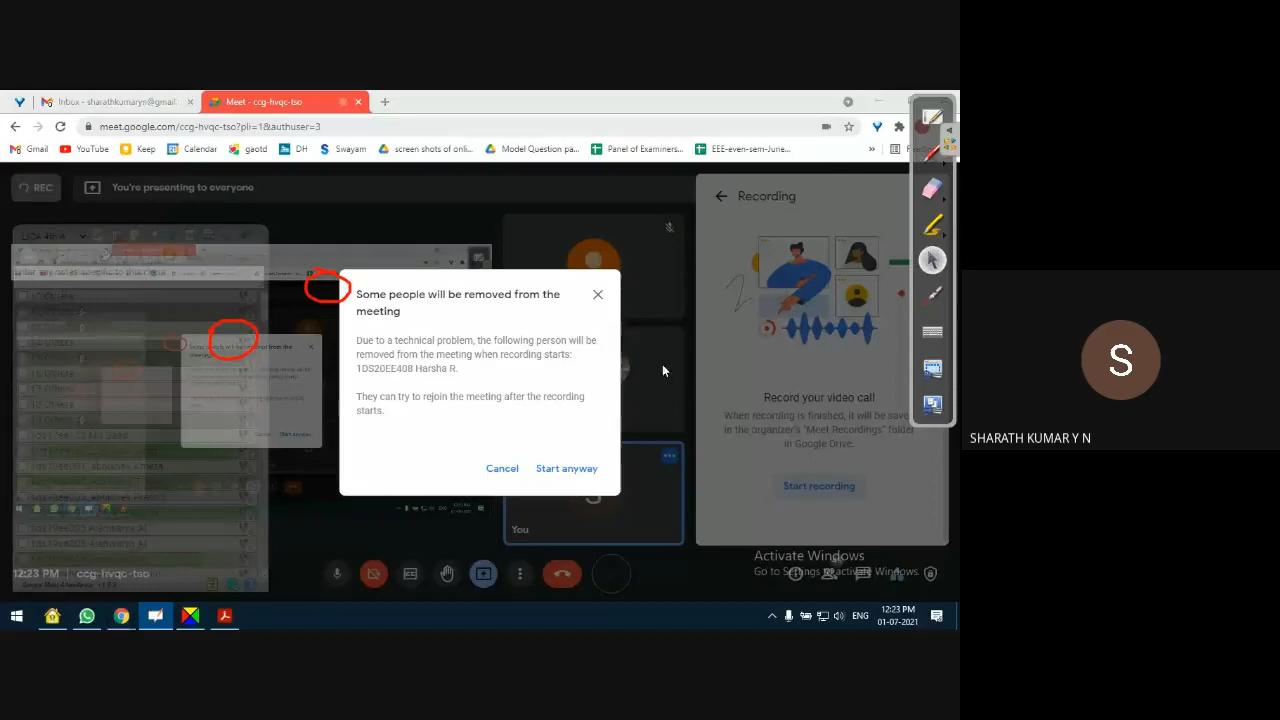 Inbox - sharathkumaryn@gmail
Meet - ccg-hvqc-tso
meet.google.com/ccg-hvqc-tso?pli=1&authuser=3
Gmail
YouTube
Keep
Calendar
gaotd
DH
Swayam
screen shots of onli...
Model Question pa...
Panel of Examiners...
EEE-even-sem-June...
»
REC
You're presenting to everyone
Recording
Some people will be removed from the
meeting
Due to a technical problem, the following person will be
removed from the meeting when recording starts:
1DS20EE408 Harsha R.
They can try to rejoin the meeting after the recording
starts.
Cancel
Start anyway
Record your video call
When recording is finished, it will be save
in the organizer's "Meet Recordings" folder
in Google Drive.
Start recording
You
S
SHARATH KUMAR Y N
Activate Windows
Go to Settings to activate Windows.
12:23 PM
ccg-hvqc-tso
ENG
12:23 PM
01-07-2021